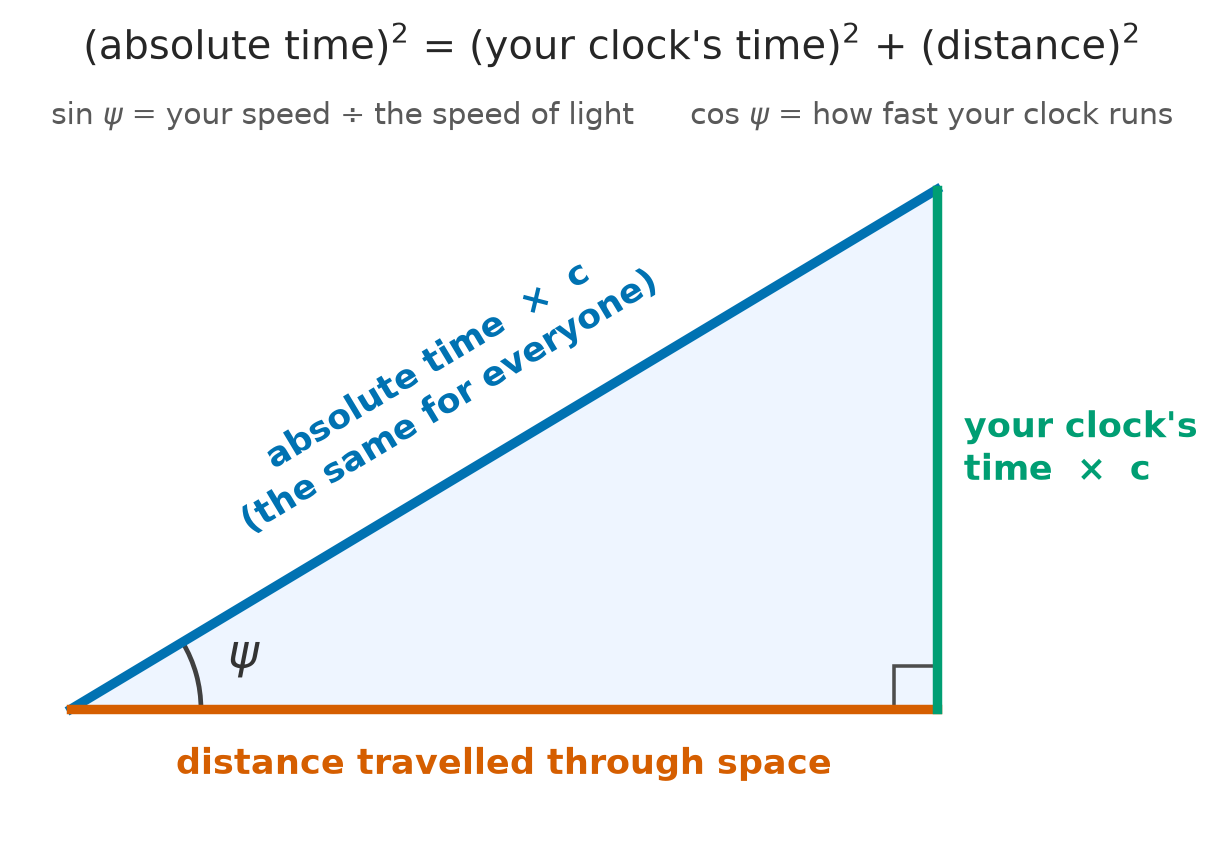 (absolute time)² = (your clock's time)² + (distance)²
sin ψ = your speed ÷ the speed of light
cos ψ = how fast your clock runs
absolute time × c
(the same for everyone)
your clock's
time × c
ψ
distance travelled through space